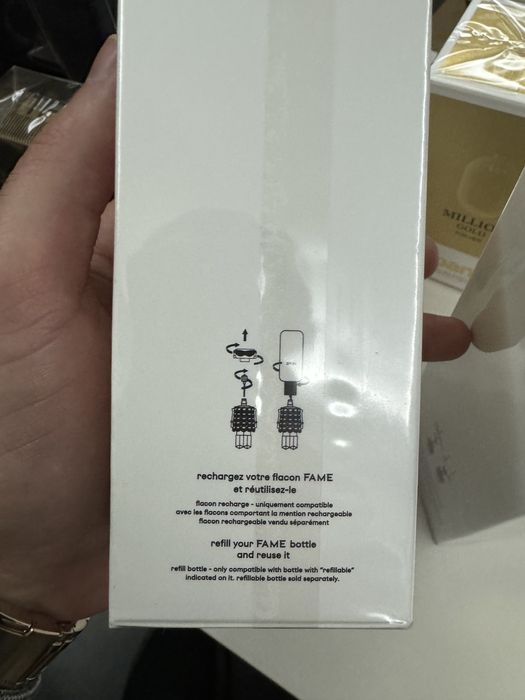 rechargez votre flacon FAME
et réutilisez-le
flacon recharge - uniquement compatible
avec les flacons comportant la mention rechargeable
flacon rechargeable vendu séparément
refill your FAME bottle
and reuse it
refill bottle - only compatible with bottle with "refillable"
indicated on it. refillable bottle sold separately.
MILLIO
GOLD